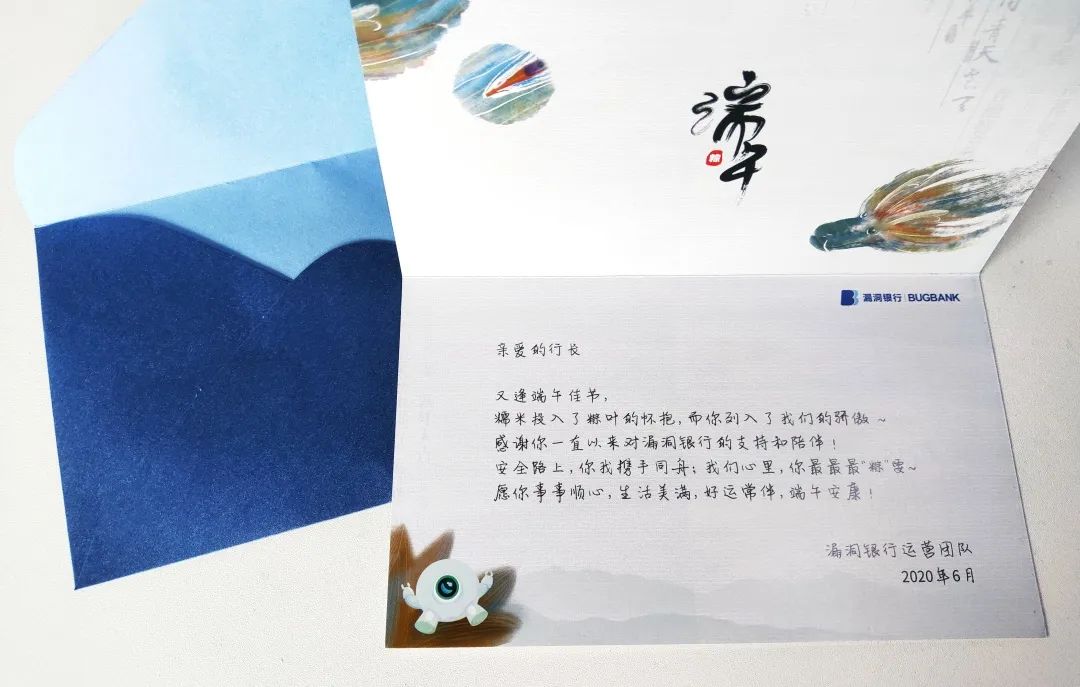 端午
粽
漏洞银行 BUGBANK
亲爱的行长
又逢端午佳节,
糯米投入了粽叶的怀抱,而你列入了我们的骄傲~
感谢你一直以来对漏洞银行的支持和陪伴!
安全路上,你我携手同舟;我们心里,你最最最“粽”要~
愿你事事顺心,生活美满,好运常伴,端午安康!
漏洞银行运营团队
2020年6月